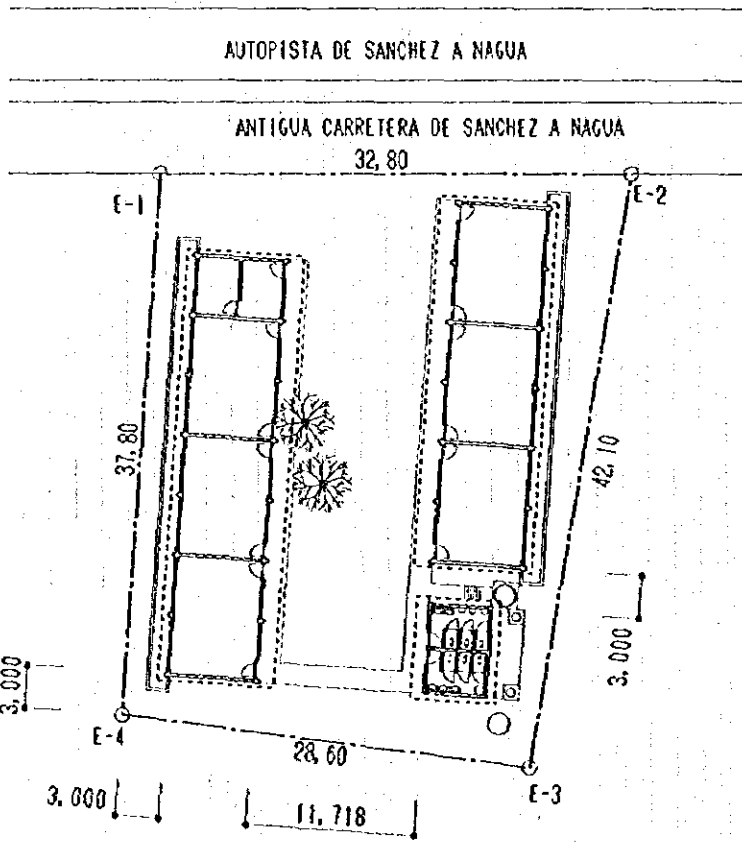 AUTOPISTA DE SANCHEZ A NAGUA
ANTIGUA CARRETERA DE SANCHEZ A NAGUA
32,80
E-1
E-2
37,80
42,10
3.000
3.000
E-4
28,60
E-3
3.000
11.718